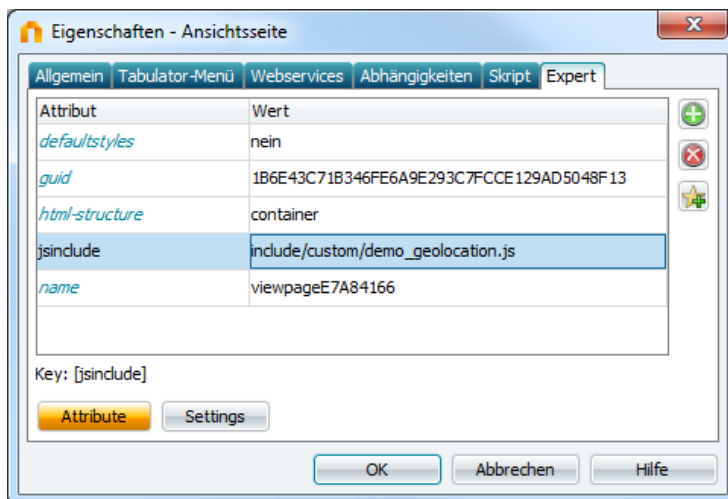 Eigenschaften - Ansichtsseite
Allgemein Tabulator-Menü Webservices Abhängigkeiten Skript Expert
Attribut Wert
defaultstyles nein
guid 1B6E43C71B346FE6A9E293C7FCCE129AD5048F13
html-structure container
jsinclude include/custom/demo_geolocation.js
name viewpageE7A84166
Key: [jsinclude]
Attribute Settings
OK Abbrechen Hilfe